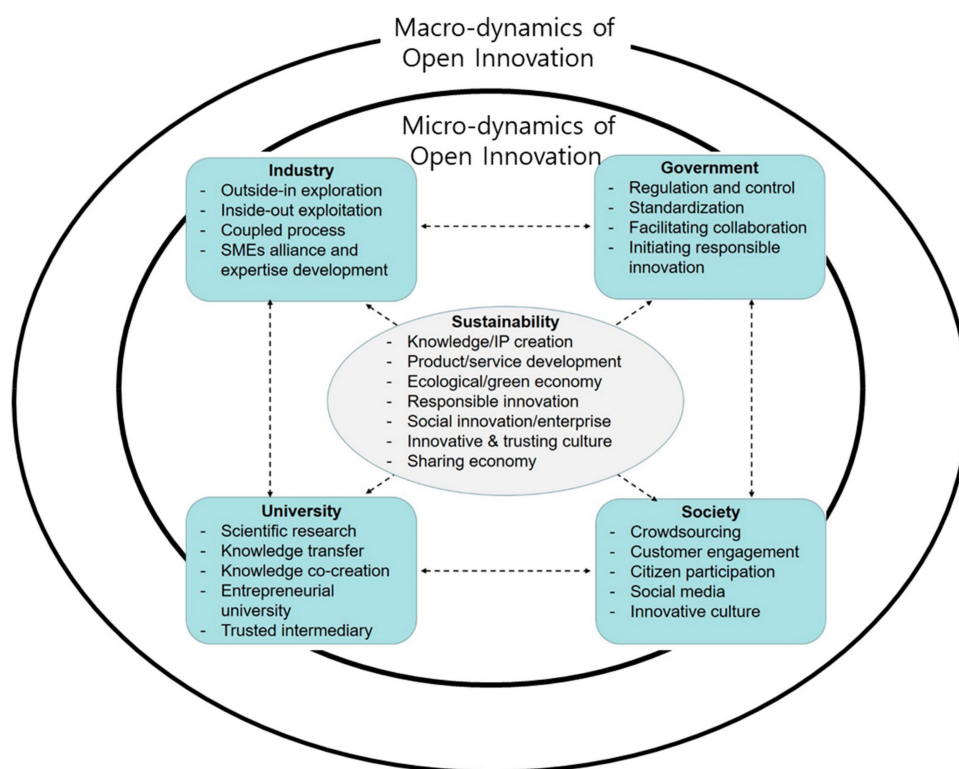 Macro-dynamics of
Open Innovation
Micro-dynamics of
Open Innovation
Industry
- Outside-in exploration
- Inside-out exploitation
- Coupled process
- SMEs alliance and
expertise development
Government
- Regulation and control
- Standardization
- Facilitating collaboration
- Initiating responsible
innovation
Sustainability
- Knowledge/IP creation
- Product/service development
- Ecological/green economy
- Responsible innovation
- Social innovation/enterprise
- Innovative & trusting culture
- Sharing economy
University
- Scientific research
- Knowledge transfer
- Knowledge co-creation
- Entrepreneurial
university
- Trusted intermediary
Society
- Crowdsourcing
- Customer engagement
- Citizen participation
- Social media
- Innovative culture